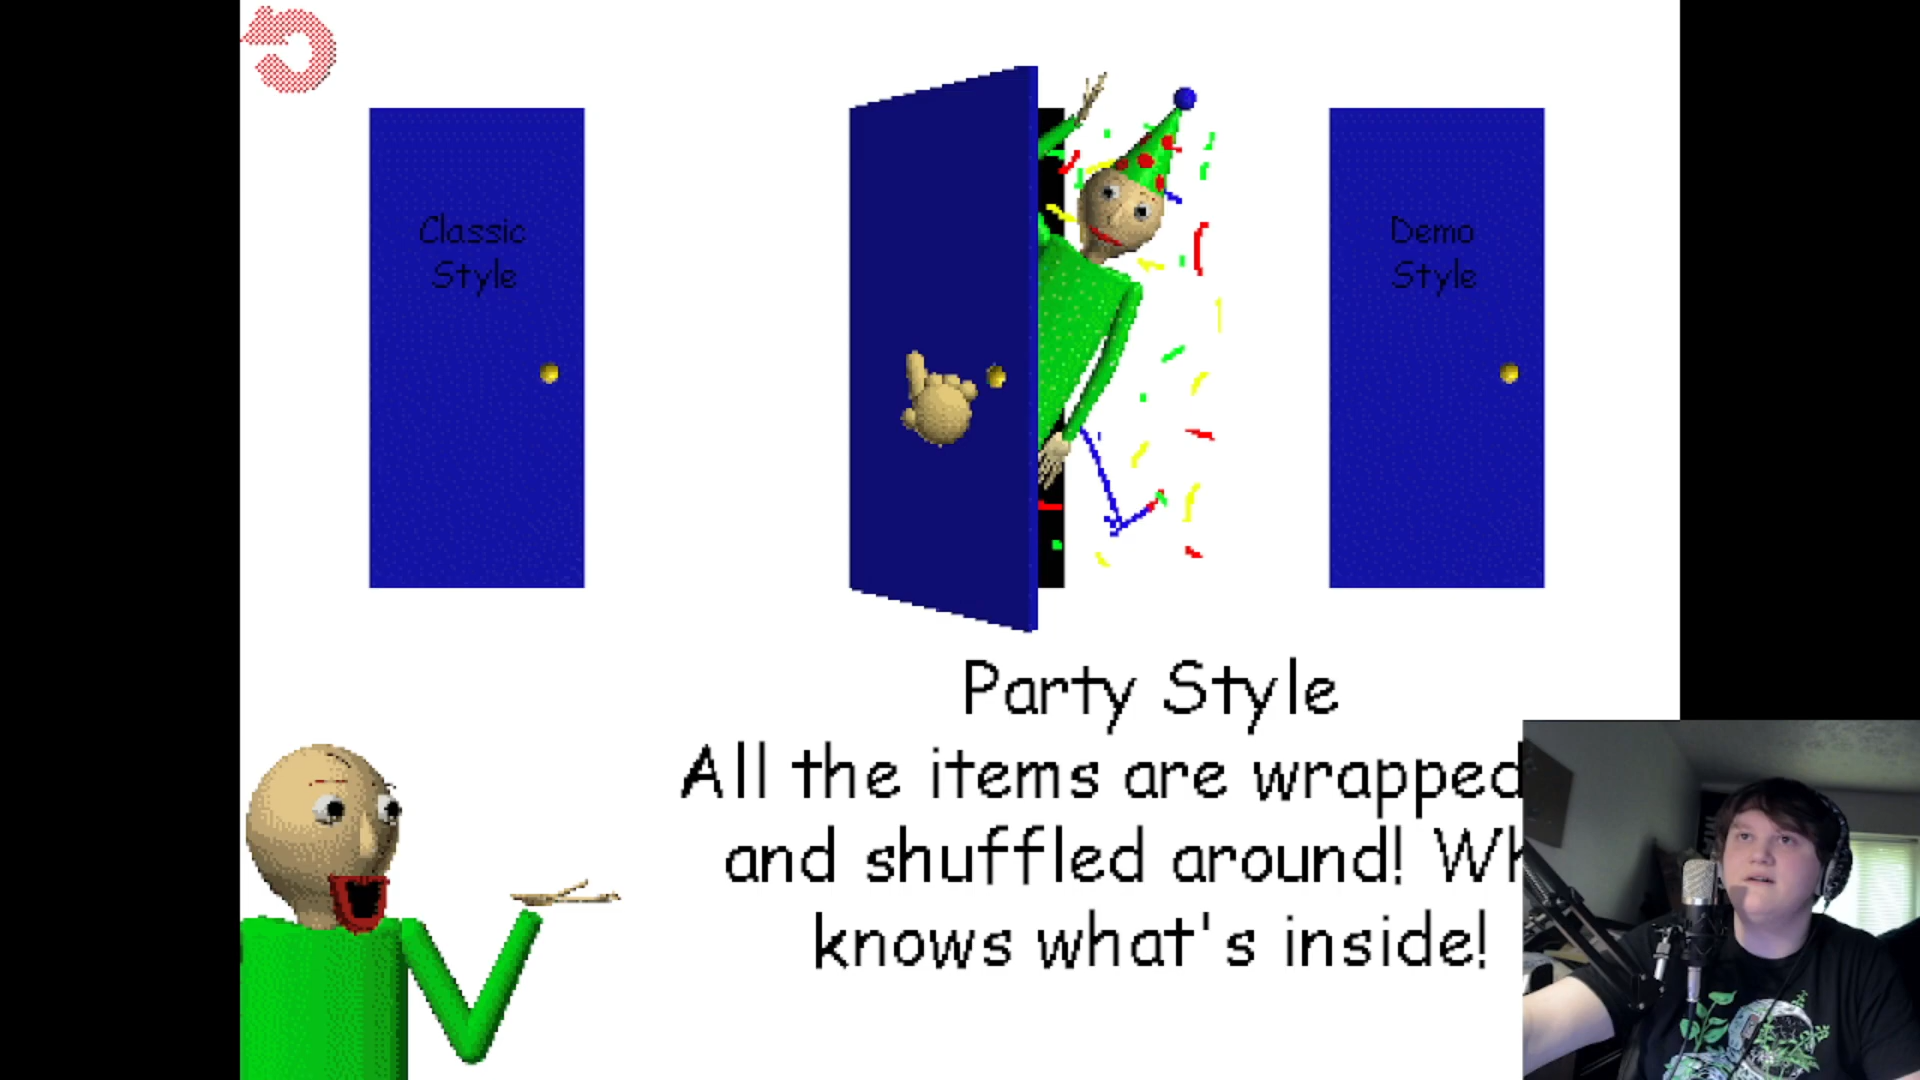 Classic
Style
Demo
Style
Party Style
All the items are wrapped
and shuffled around!
knows what's inside!